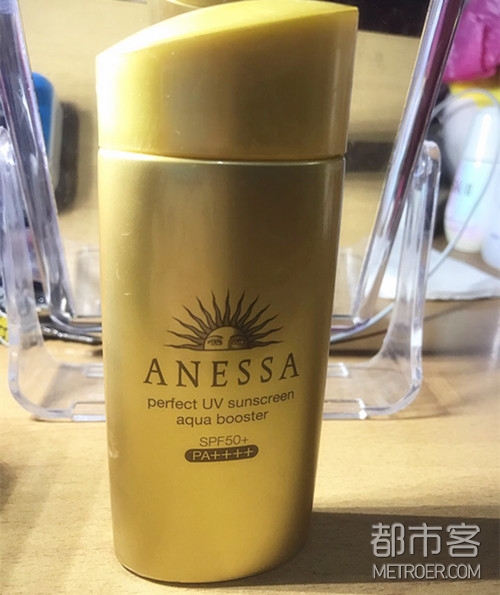 ANESSA
perfect UV sunscreen
aqua booster
SPF50+
PA++++
都市客
METROER.COM